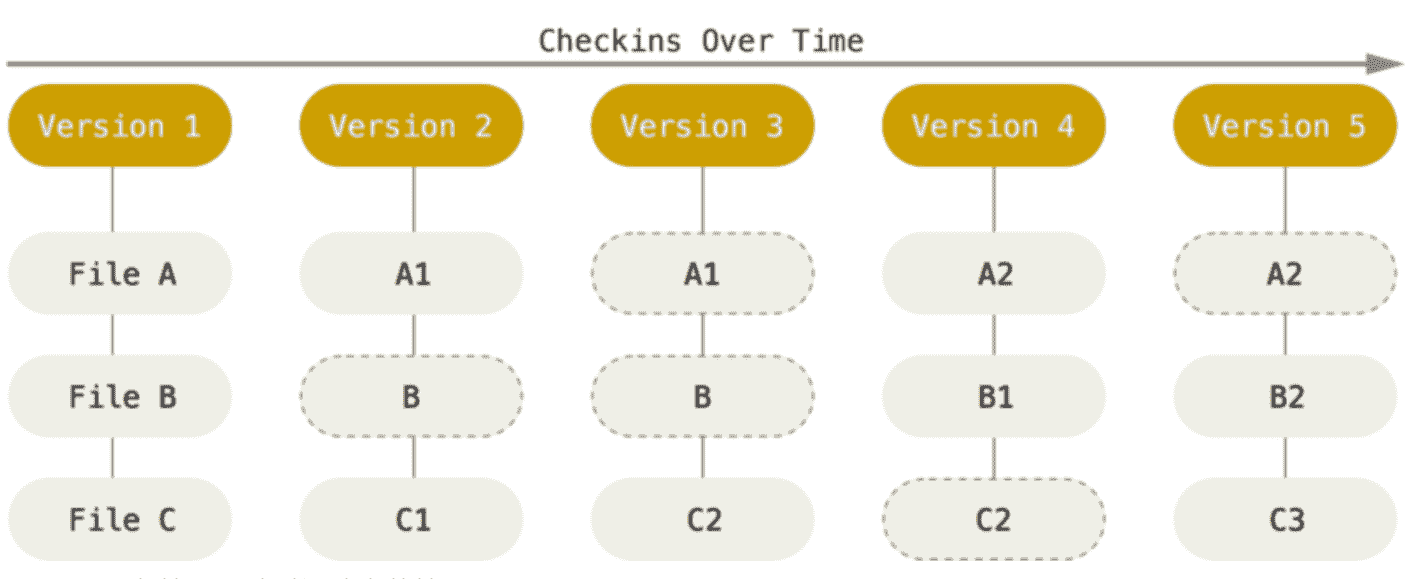 Checkins Over Time
Version 1 Version 2 Version 3 Version 4 Version 5
File A A1 A1 A2 A2
File B B B B1 B2
File C C1 C2 C2 C3